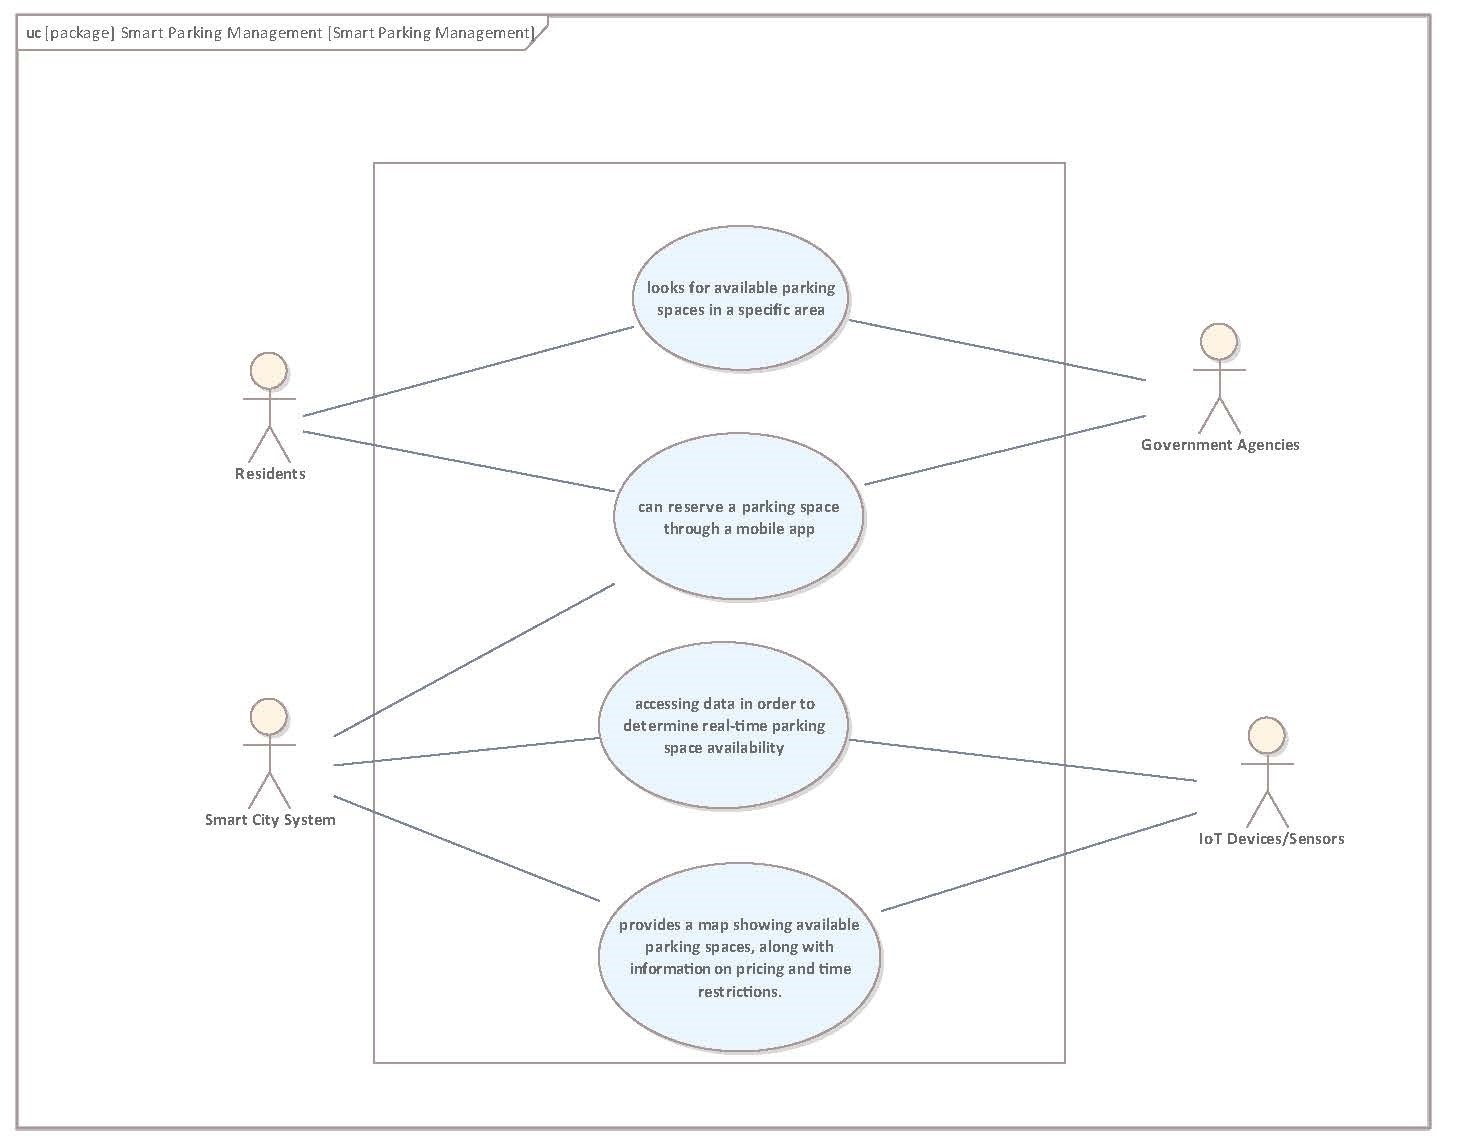 uc [package] Smart Parking Management [Smart Parking Management]
looks for available parking
spaces in a specific area
Residents
Government Agencies
can reserve a parking space
through a mobile app
accessing data in order to
determine real-time parking
space availability
Smart City System
IoT Devices/Sensors
provides a map showing available
parking spaces, along with
information on pricing and time
restrictions.